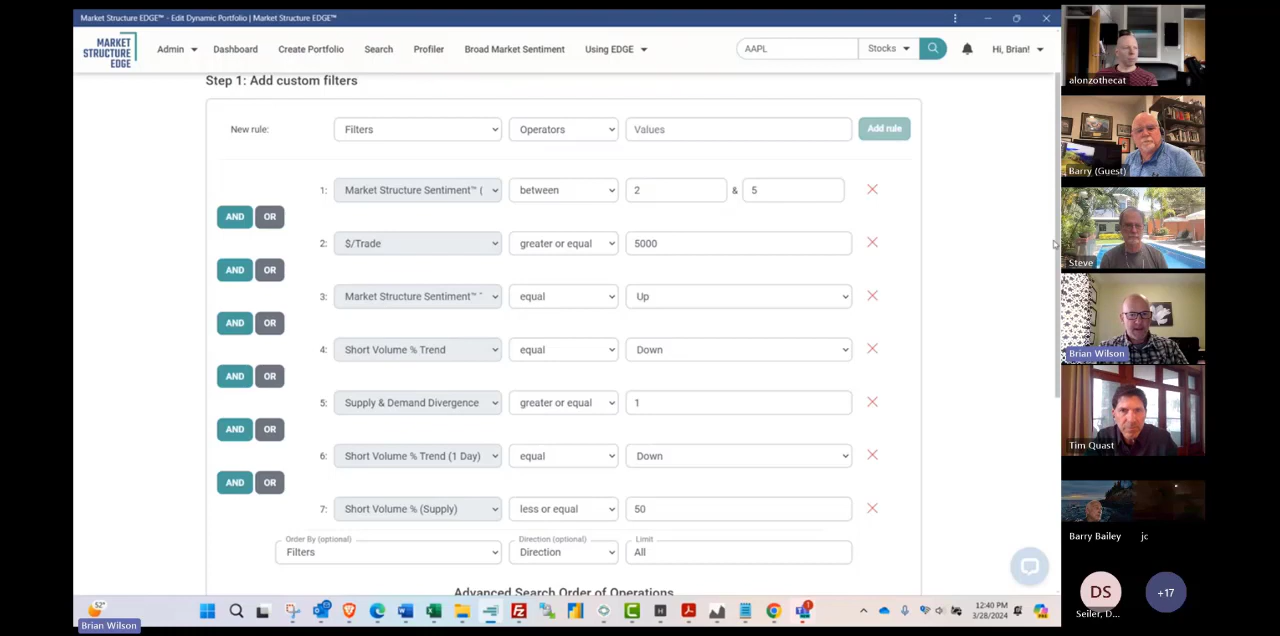 Market Structure EDGE™ - Edit Dynamic Portfolio | Market Structure EDGE™
MARKET
STRUCTURE
EDGE
Admin Dashboard Create Portfolio Search Profiler Broad Market Sentiment Using EDGE AAPL Stocks Hi, Brian!
Step 1: Add custom filters
New rule: Filters Operators Values Add rule
1: Market Structure Sentiment™ ( between 2 & 5
AND OR
2: $/Trade greater or equal 5000
AND OR
3: Market Structure Sentiment™ equal Up
AND OR
4: Short Volume % Trend equal Down
AND OR
5: Supply & Demand Divergence greater or equal 1
AND OR
6: Short Volume % Trend (1 Day) equal Down
AND OR
7: Short Volume % (Supply) less or equal 50
Order By (optional) Direction (optional) Limit
Filters Direction All
Advanced Search Order of Operations
52°
12:40 PM
3/28/2024
Brian Wilson
alonzothecat
Barry (Guest)
Steve
Brian Wilson
Tim Quast
Barry Bailey jc
DS +17
Seiler, D...